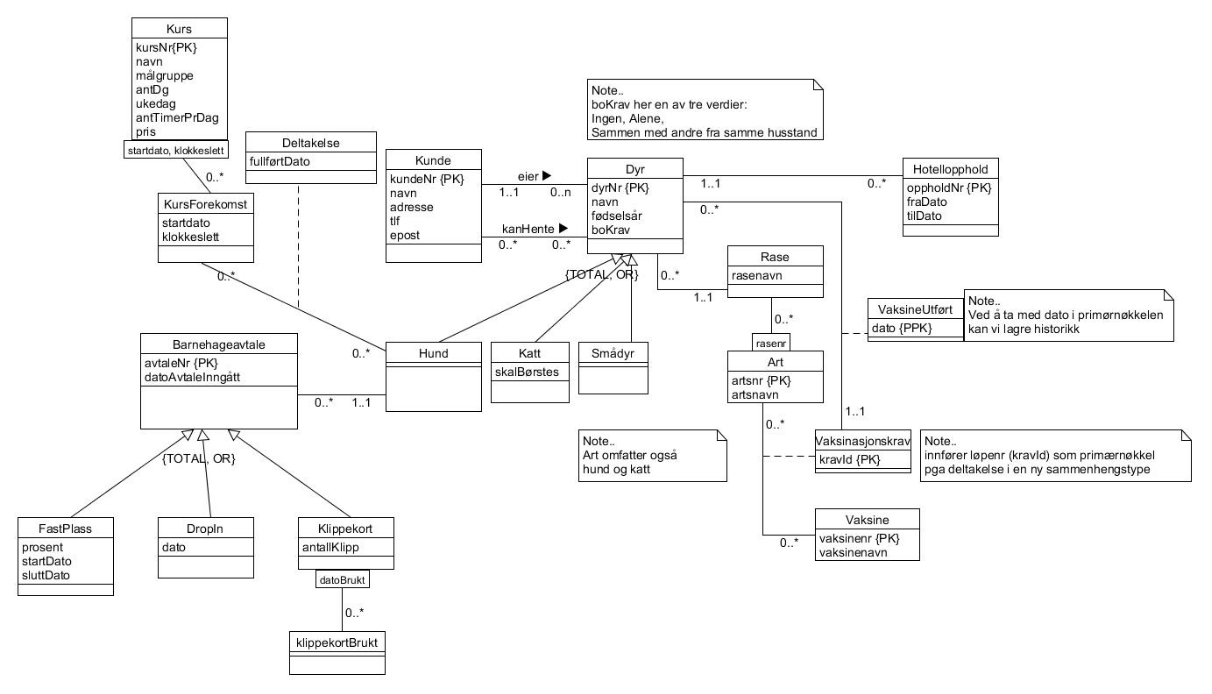 Kurs
kursNr{PK}
navn
målgruppe
antDg
ukedag
antTimerPrDag
pris
startdato, klokkeslett
0..*
KursForekomst
startdato
klokkeslett
0..*
Deltakelse
fullførtDato
Kunde
kundeNr {PK}
navn
adresse
tlf
epost
eier ▶
1..1
0..n
kanHente ▶
0..*
0..*
Note..
boKrav her en av tre verdier:
Ingen, Alene,
Sammen med andre fra samme husstand
Dyr
dyrNr {PK}
navn
fødselsår
boKrav
1..1
0..*
Hotellopphold
oppholdNr {PK}
fraDato
tilDato
0..*
{TOTAL, OR}
0..*
1..1
Rase
rasenavn
0..*
rasenr
Art
artsnr {PK}
artsnavn
VaksineUtført
dato {PPK}
Note..
Ved å ta med dato i primørnøkkelen
kan vi lagre historikk
0..*
Hund
Katt
skalBørstes
Smådyr
Barnehageavtale
avtaleNr {PK}
datoAvtaleInngått
0..*
1..1
{TOTAL, OR}
1..1
0..*
Note..
Art omfatter også
hund og katt
Vaksinasjonskrav
kravId {PK}
Note..
innfører løpenr (kravId) som primærnøkkel
pga deltakelse i en ny sammenhengstype
0..*
Vaksine
vaksinenr {PK}
vaksinenavn
FastPlass
prosent
startDato
sluttDato
DropIn
dato
Klippekort
antallKlipp
datoBrukt
0..*
klippekortBrukt